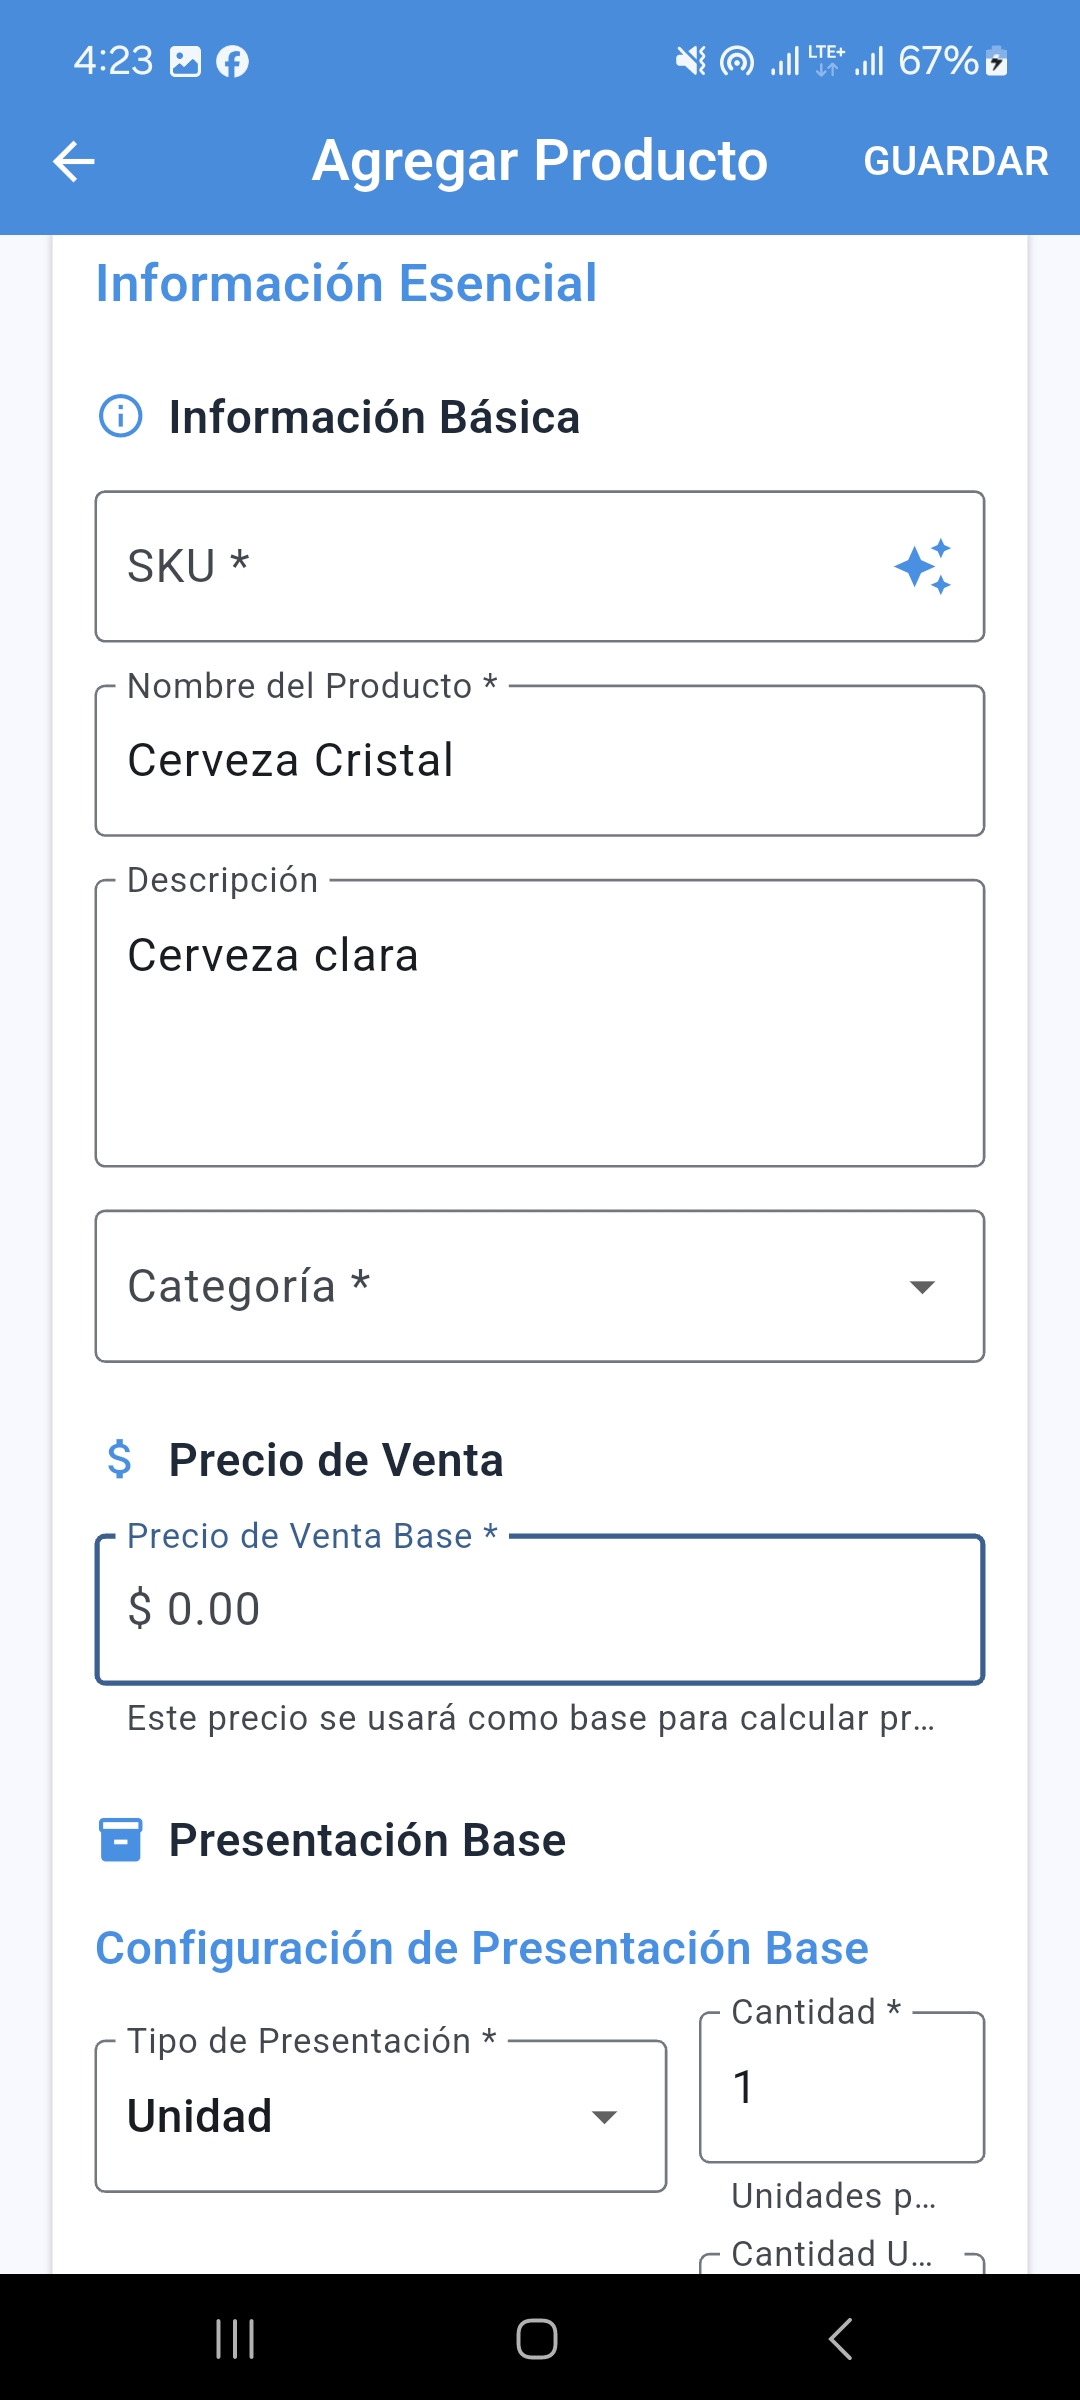 4:23
LTE+
67%
Agregar Producto
GUARDAR
Información Esencial
Información Básica
SKU *
Nombre del Producto *
Cerveza Cristal
Descripción
Cerveza clara
Categoría *
$ Precio de Venta
Precio de Venta Base *
$ 0.00
Este precio se usará como base para calcular pr...
Presentación Base
Configuración de Presentación Base
Tipo de Presentación *
Unidad
Cantidad *
1
Unidades p...
Cantidad U...